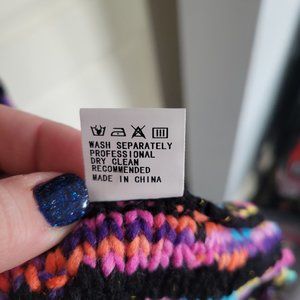 WASH SEPARATELY
PROFESSIONAL
DRY CLEAN
RECOMMENDED
MADE IN CHINA